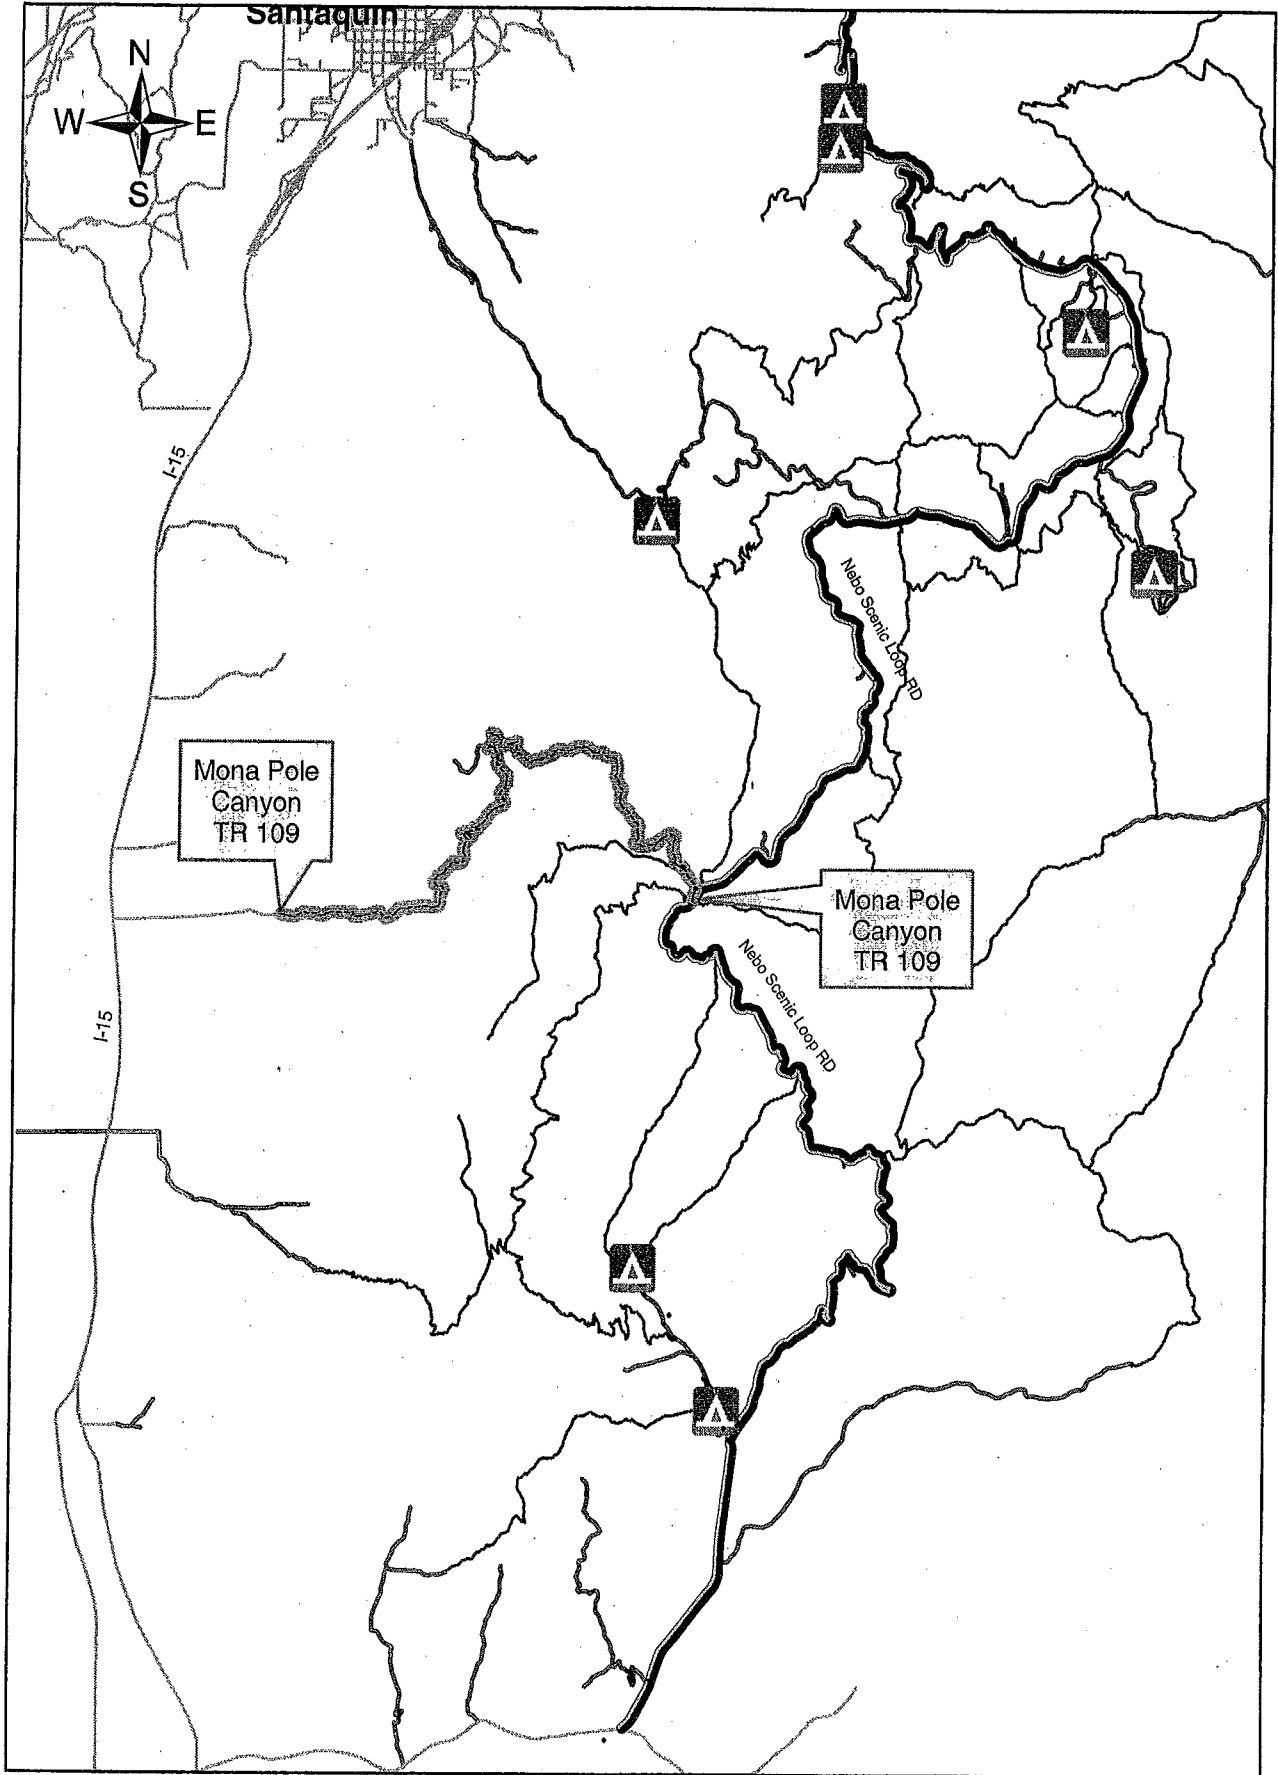 Santaquin
N
W E
S
I-15
Nebo Scenic Loop RD
Mona Pole
Canyon
TR 109
Mona Pole
Canyon
TR 109
Nebo Scenic Loop RD
I-15